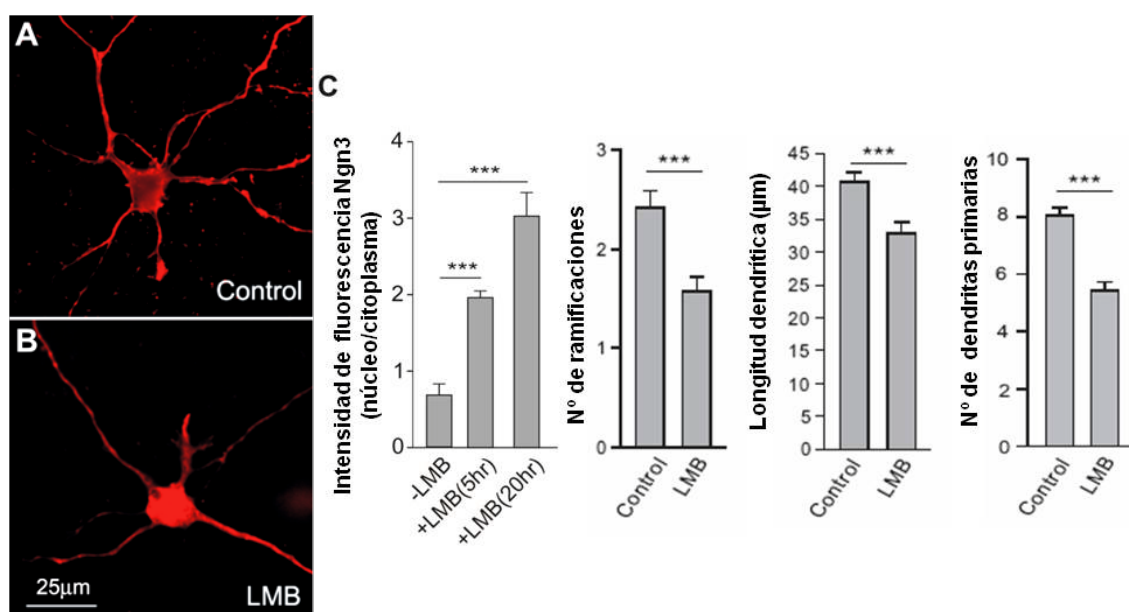 A
Control
B
25µm
LMB
C
Intensidad de fluorescencia Ngn3
(núcleo/citoplasma)
4
3
2
1
0
***
***
-LMB
+LMB(5hr)
+LMB(20hr)
Nº de ramificaciones
3
2
1
0
***
Control
LMB
Longitud dendrítica (µm)
45
40
35
30
25
20
15
10
5
0
***
Control
LMB
Nº de dendritas primarias
10
8
6
4
2
0
***
Control
LMB